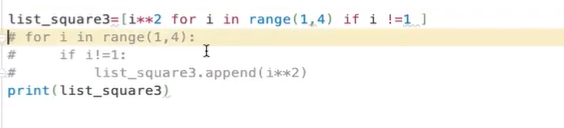 list_square3=[i**2 for i in range(1,4) if i !=1 ]
# for i in range(1,4):
#     if i!=1:
#         list_square3.append(i**2)
print(list_square3)